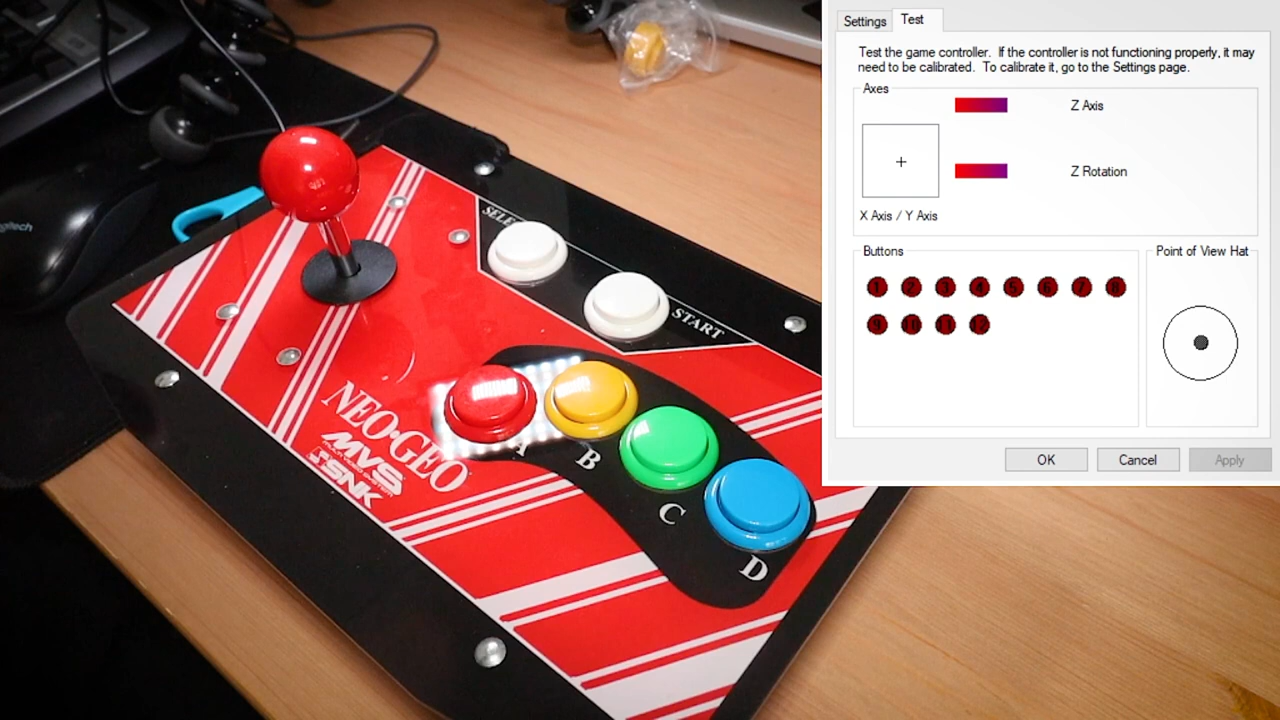 Settings
Test
Test the game controller. If the controller is not functioning properly, it may
need to be calibrated. To calibrate it, go to the Settings page.
Axes
Z Axis
Z Rotation
X Axis / Y Axis
Buttons
Point of View Hat
1 2 3 4 5 6 7 8
9 10 11 12
OK
Cancel
Apply
START
NEO•GEO
MVS
SNK
A
B
C
D